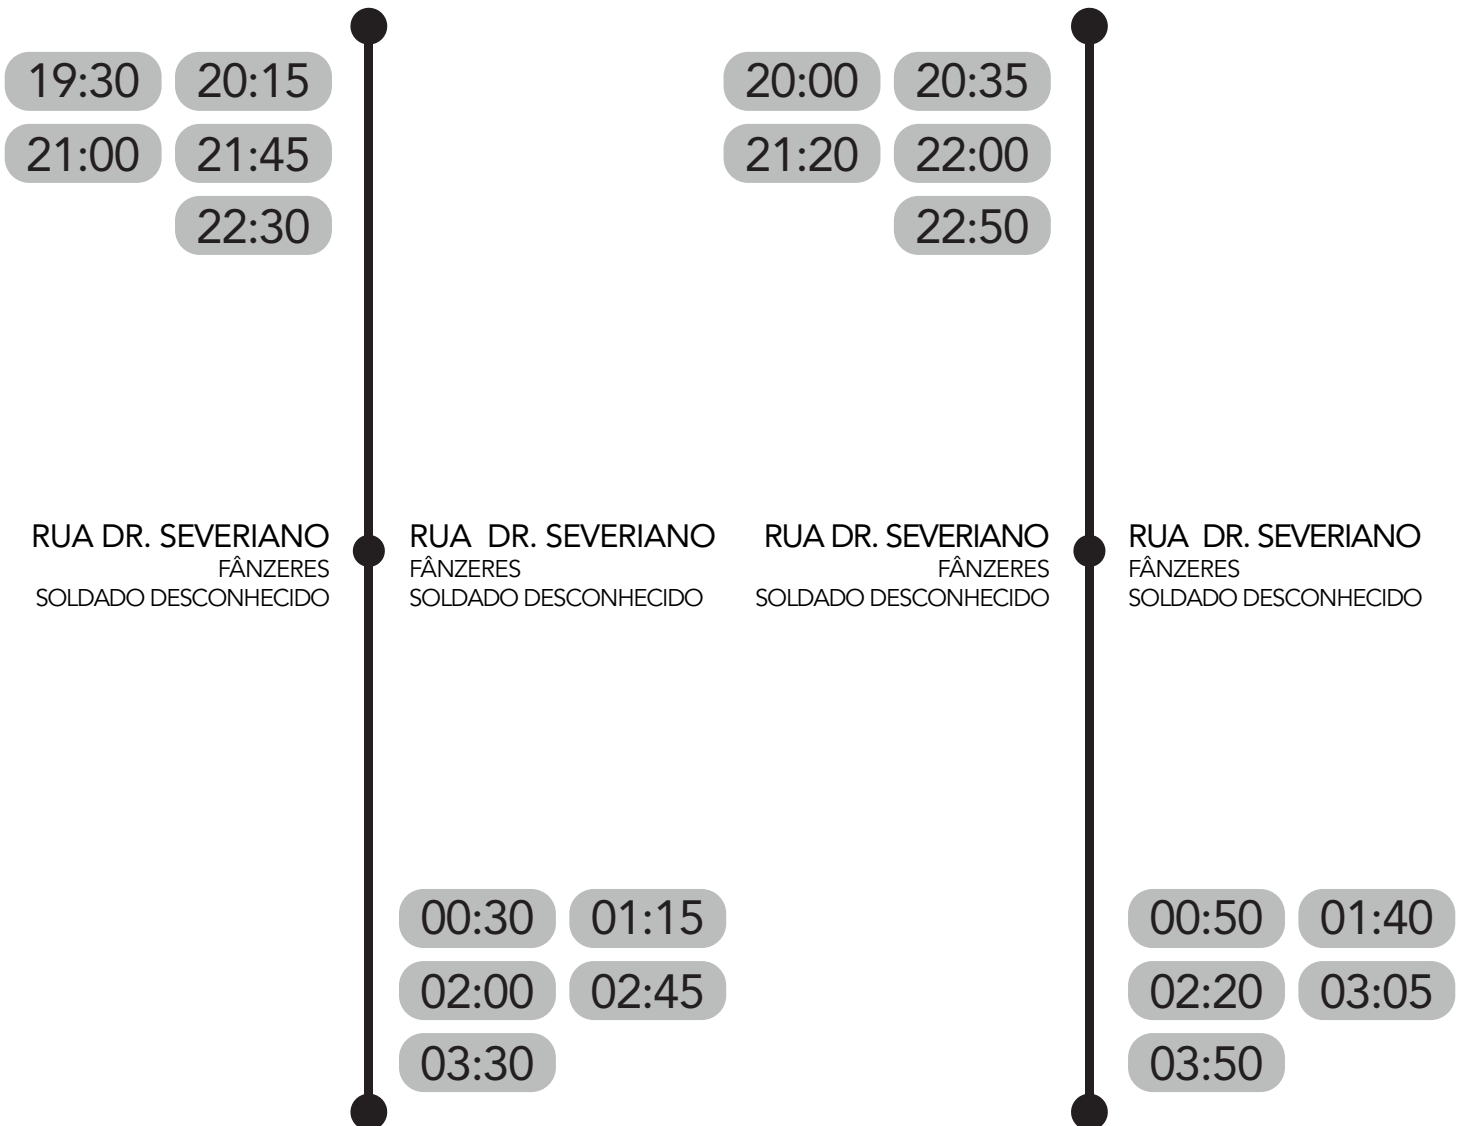 19:30 20:15
21:00 21:45
22:30
20:00 20:35
21:20 22:00
22:50
RUA DR. SEVERIANO
FÂNZERES
SOLDADO DESCONHECIDO
RUA DR. SEVERIANO
FÂNZERES
SOLDADO DESCONHECIDO
RUA DR. SEVERIANO
FÂNZERES
SOLDADO DESCONHECIDO
RUA DR. SEVERIANO
FÂNZERES
SOLDADO DESCONHECIDO
00:30 01:15
02:00 02:45
03:30
00:50 01:40
02:20 03:05
03:50